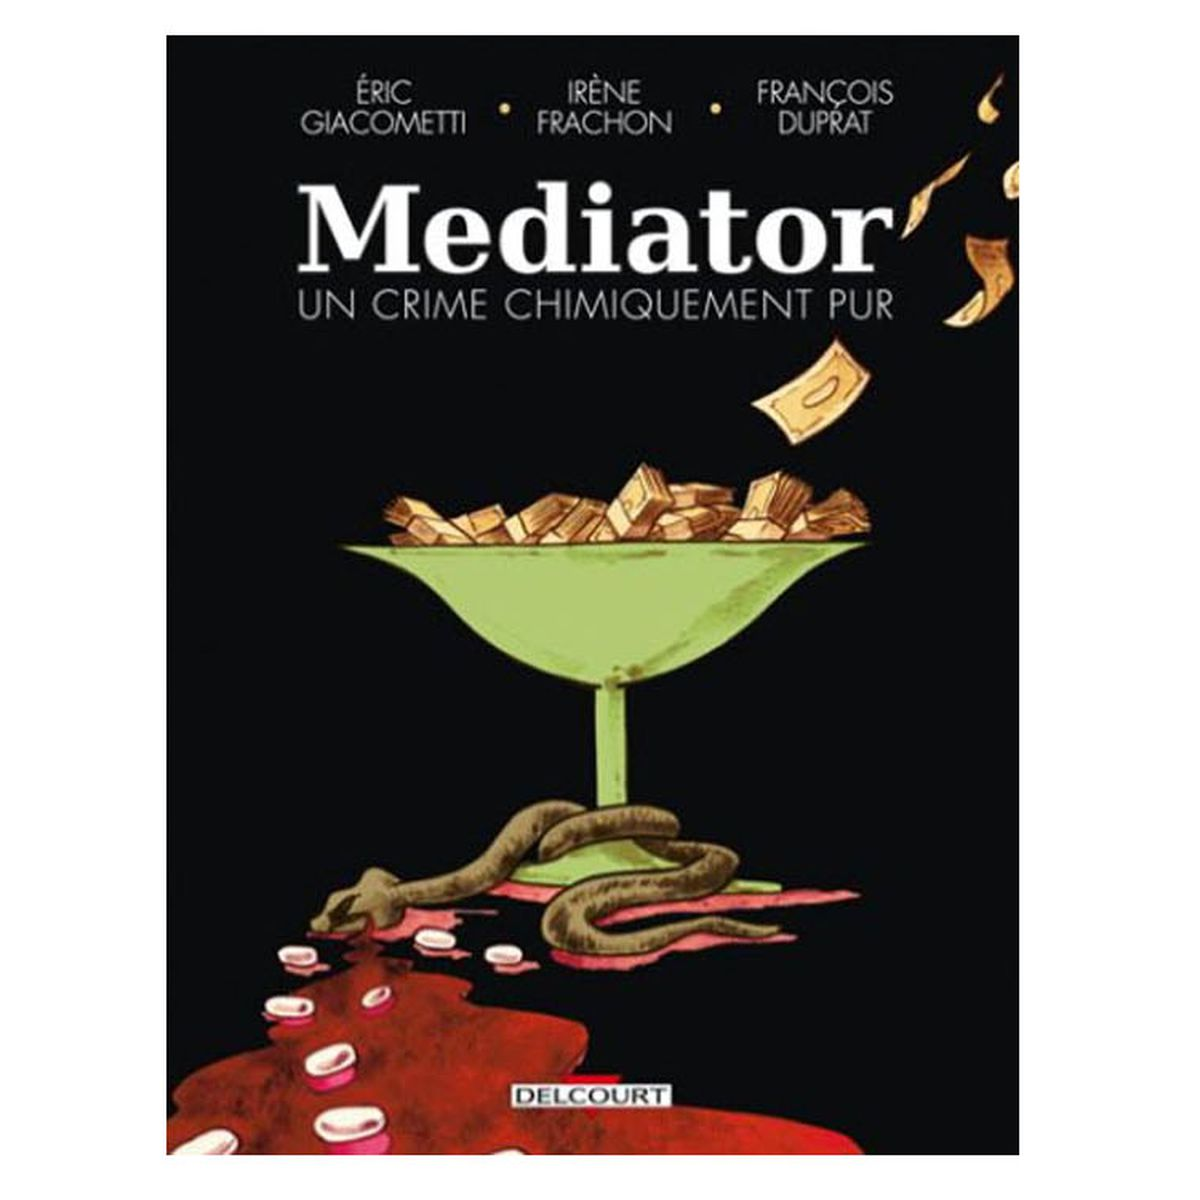 ÉRIC
GIACOMETTI
•
IRÈNE
FRACHON
•
FRANÇOIS
DUPRAT
Mediator
UN CRIME CHIMIQUEMENT PUR
DELCOURT